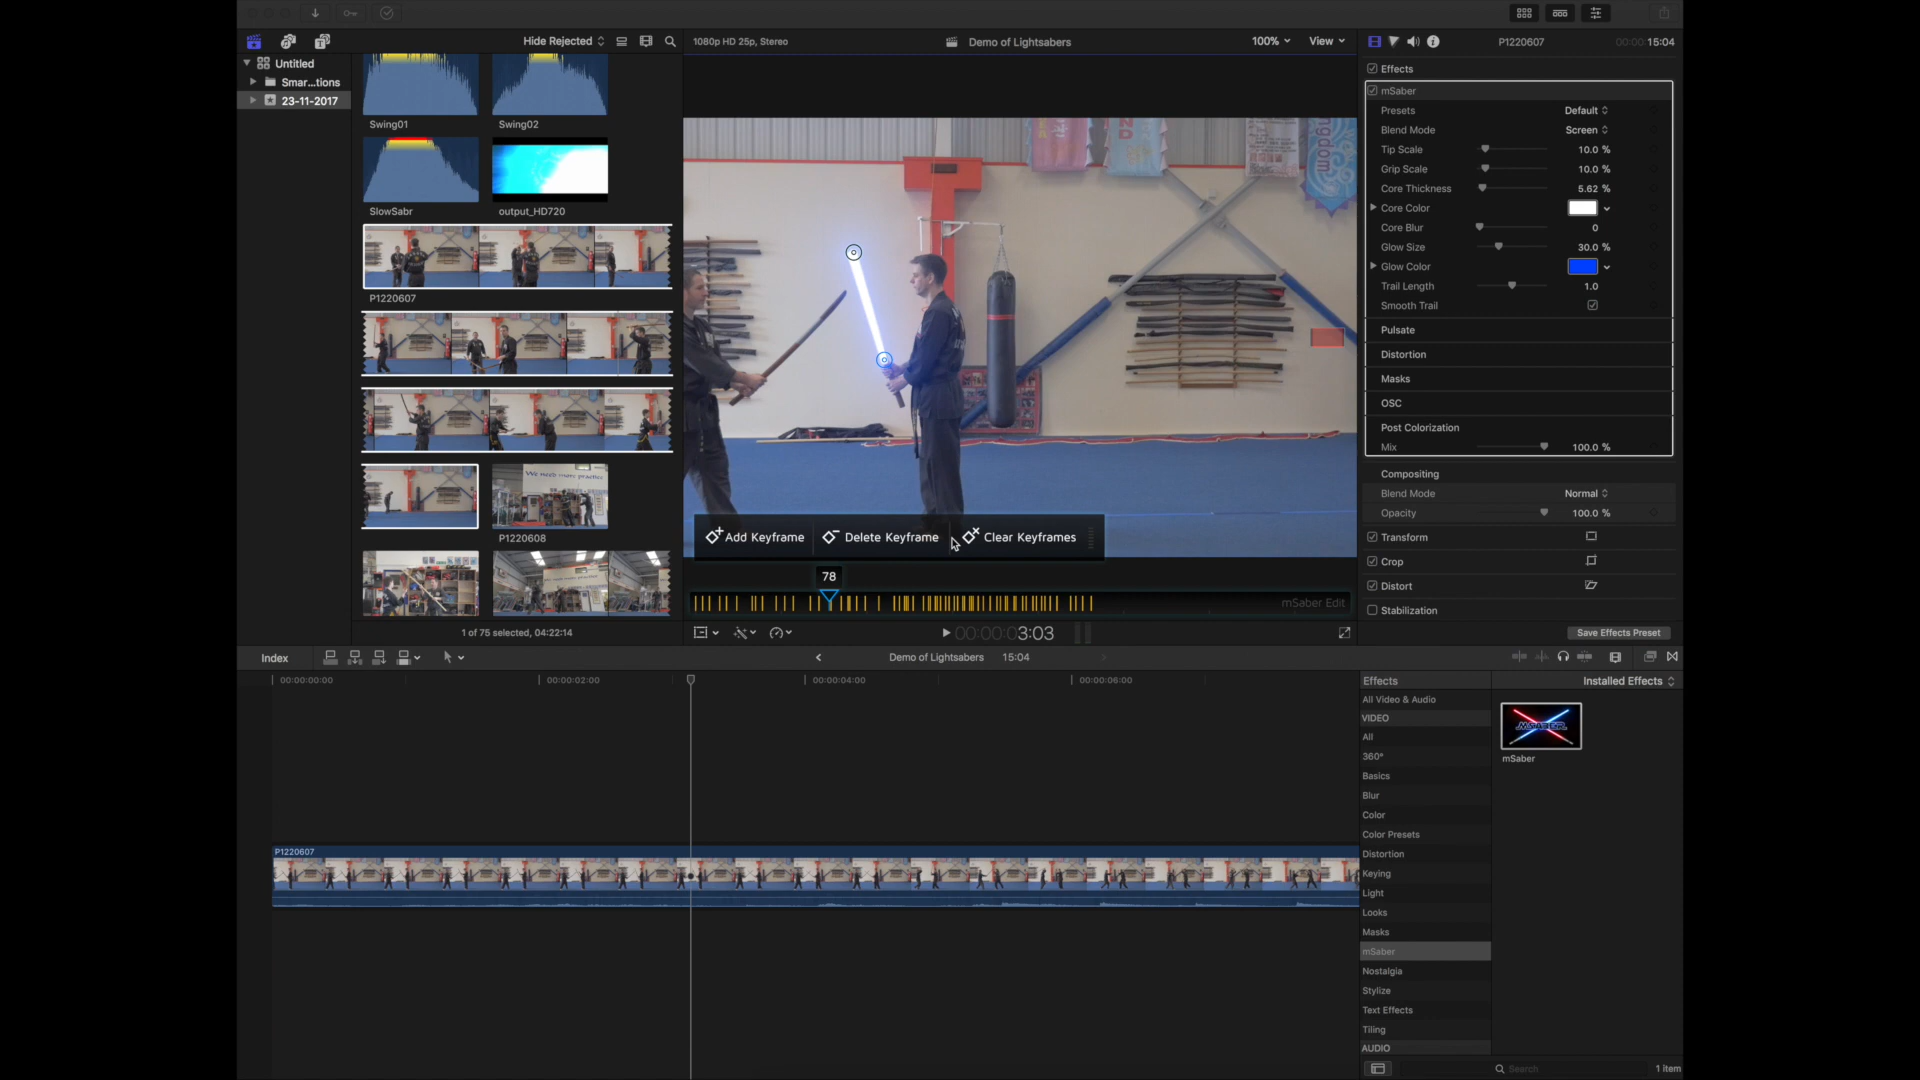 Hide Rejected
1080p HD 25p, Stereo
Demo of Lightsabers
100%
View
P1220607
00:00:15:04
Untitled
Smar...tions
23-11-2017
Swing01
Swing02
SlowSabr
output_HD720
P1220607
P1220608
We need more practice
1 of 75 selected, 04:22:14
Effects
mSaber
Presets
Default
Blend Mode
Screen
Tip Scale
10.0 %
Grip Scale
10.0 %
Core Thickness
5.62 %
Core Color
Core Blur
0
Glow Size
30.0 %
Glow Color
Trail Length
1.0
Smooth Trail
Pulsate
Distortion
Masks
OSC
Post Colorization
Mix
100.0 %
Compositing
Blend Mode
Normal
Opacity
100.0 %
Transform
Crop
Distort
Stabilization
Save Effects Preset
Add Keyframe
Delete Keyframe
Clear Keyframes
78
mSaber Edit
00:00:03:03
Index
Demo of Lightsabers
15:04
00:00:00:00
00:00:02:00
00:00:04:00
00:00:06:00
P1220607
Effects
Installed Effects
All Video & Audio
VIDEO
All
360°
Basics
Blur
Color
Color Presets
Distortion
Keying
Light
Looks
Masks
mSaber
Nostalgia
Stylize
Text Effects
Tiling
AUDIO
MSABER
mSaber
Search
1 item